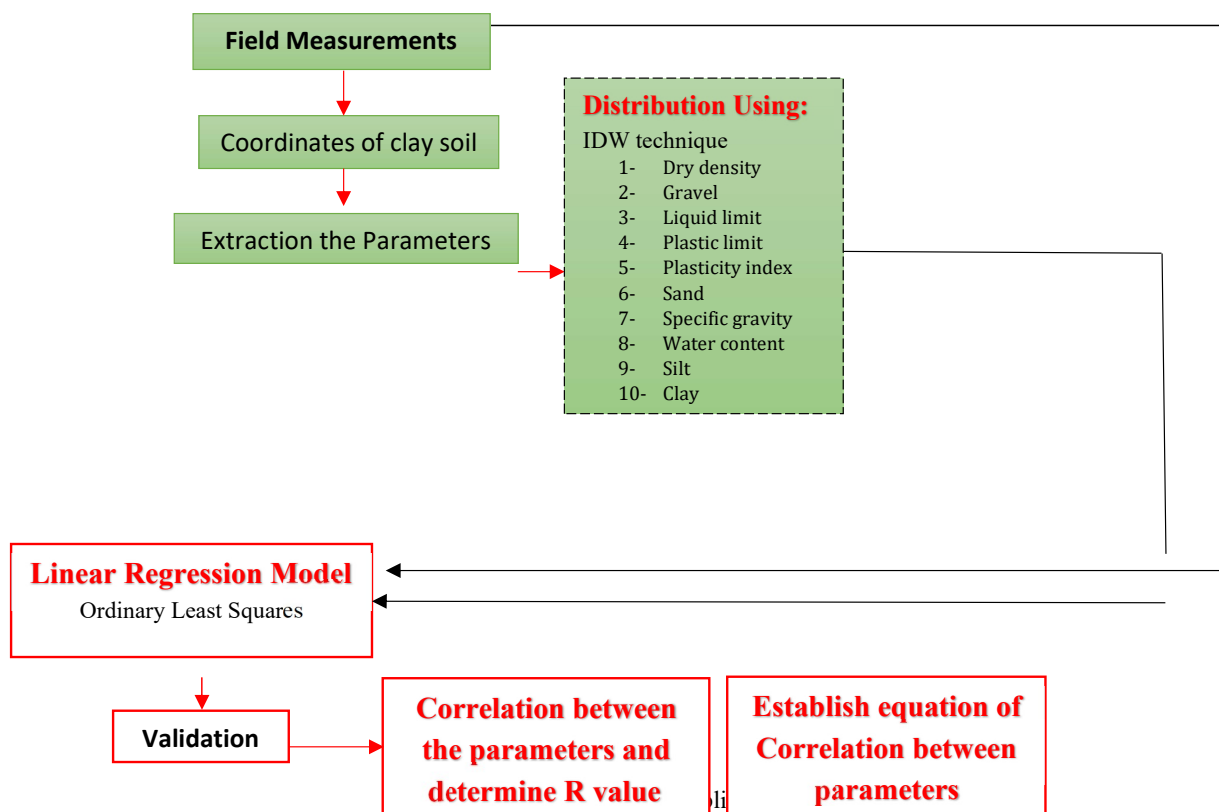 Field Measurements
Coordinates of clay soil
Extraction the Parameters
Distribution Using:
IDW technique
1- Dry density
2- Gravel
3- Liquid limit
4- Plastic limit
5- Plasticity index
6- Sand
7- Specific gravity
8- Water content
9- Silt
10- Clay
Linear Regression Model
Ordinary Least Squares
Validation
Correlation between
the parameters and
determine R value
Establish equation of
Correlation between
parameters